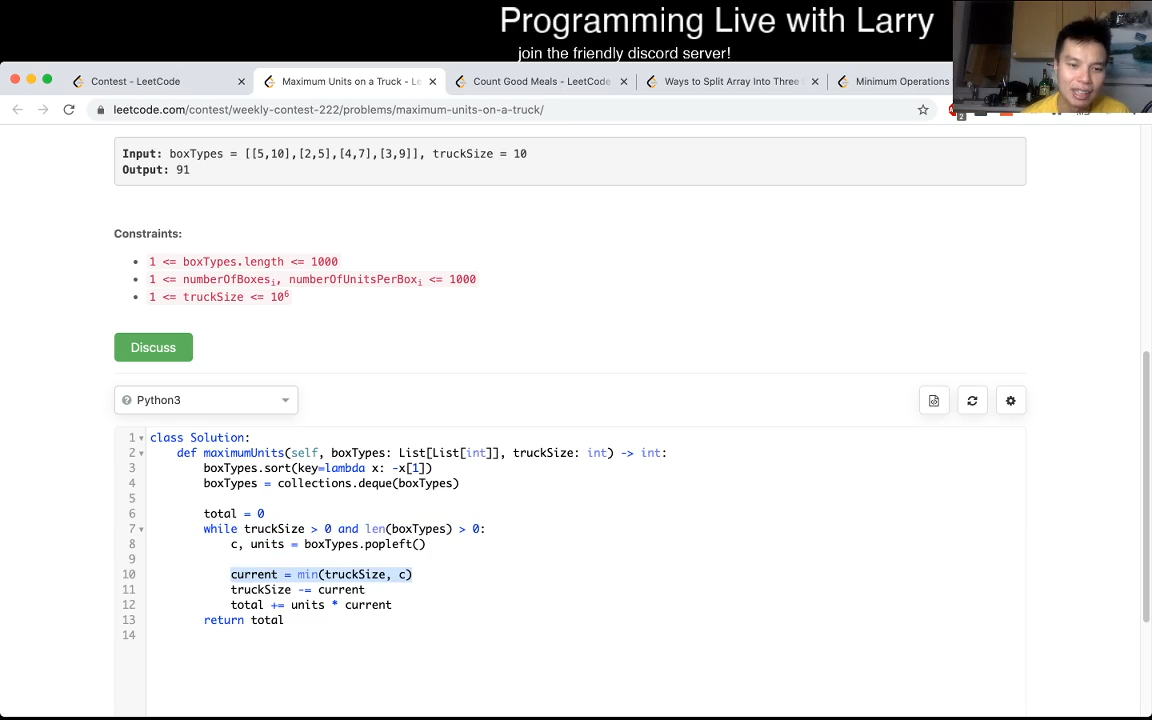 Programming Live with Larry
join the friendly discord server!
Contest - LeetCode
Maximum Units on a Truck - Le
Count Good Meals - LeetCode
Ways to Split Array Into Three
Minimum Operations
leetcode.com/contest/weekly-contest-222/problems/maximum-units-on-a-truck/
2
Input: boxTypes = [[5,10],[2,5],[4,7],[3,9]], truckSize = 10
Output: 91
Constraints:
• 1 <= boxTypes.length <= 1000
• 1 <= numberOfBoxesi, numberOfUnitsPerBoxi <= 1000
• 1 <= truckSize <= 10⁶
Discuss
? Python3
1 class Solution:
2 def maximumUnits(self, boxTypes: List[List[int]], truckSize: int) -> int:
3 boxTypes.sort(key=lambda x: -x[1])
4 boxTypes = collections.deque(boxTypes)
5
6 total = 0
7 while truckSize > 0 and len(boxTypes) > 0:
8 c, units = boxTypes.popleft()
9
10 current = min(truckSize, c)
11 truckSize -= current
12 total += units * current
13 return total
14